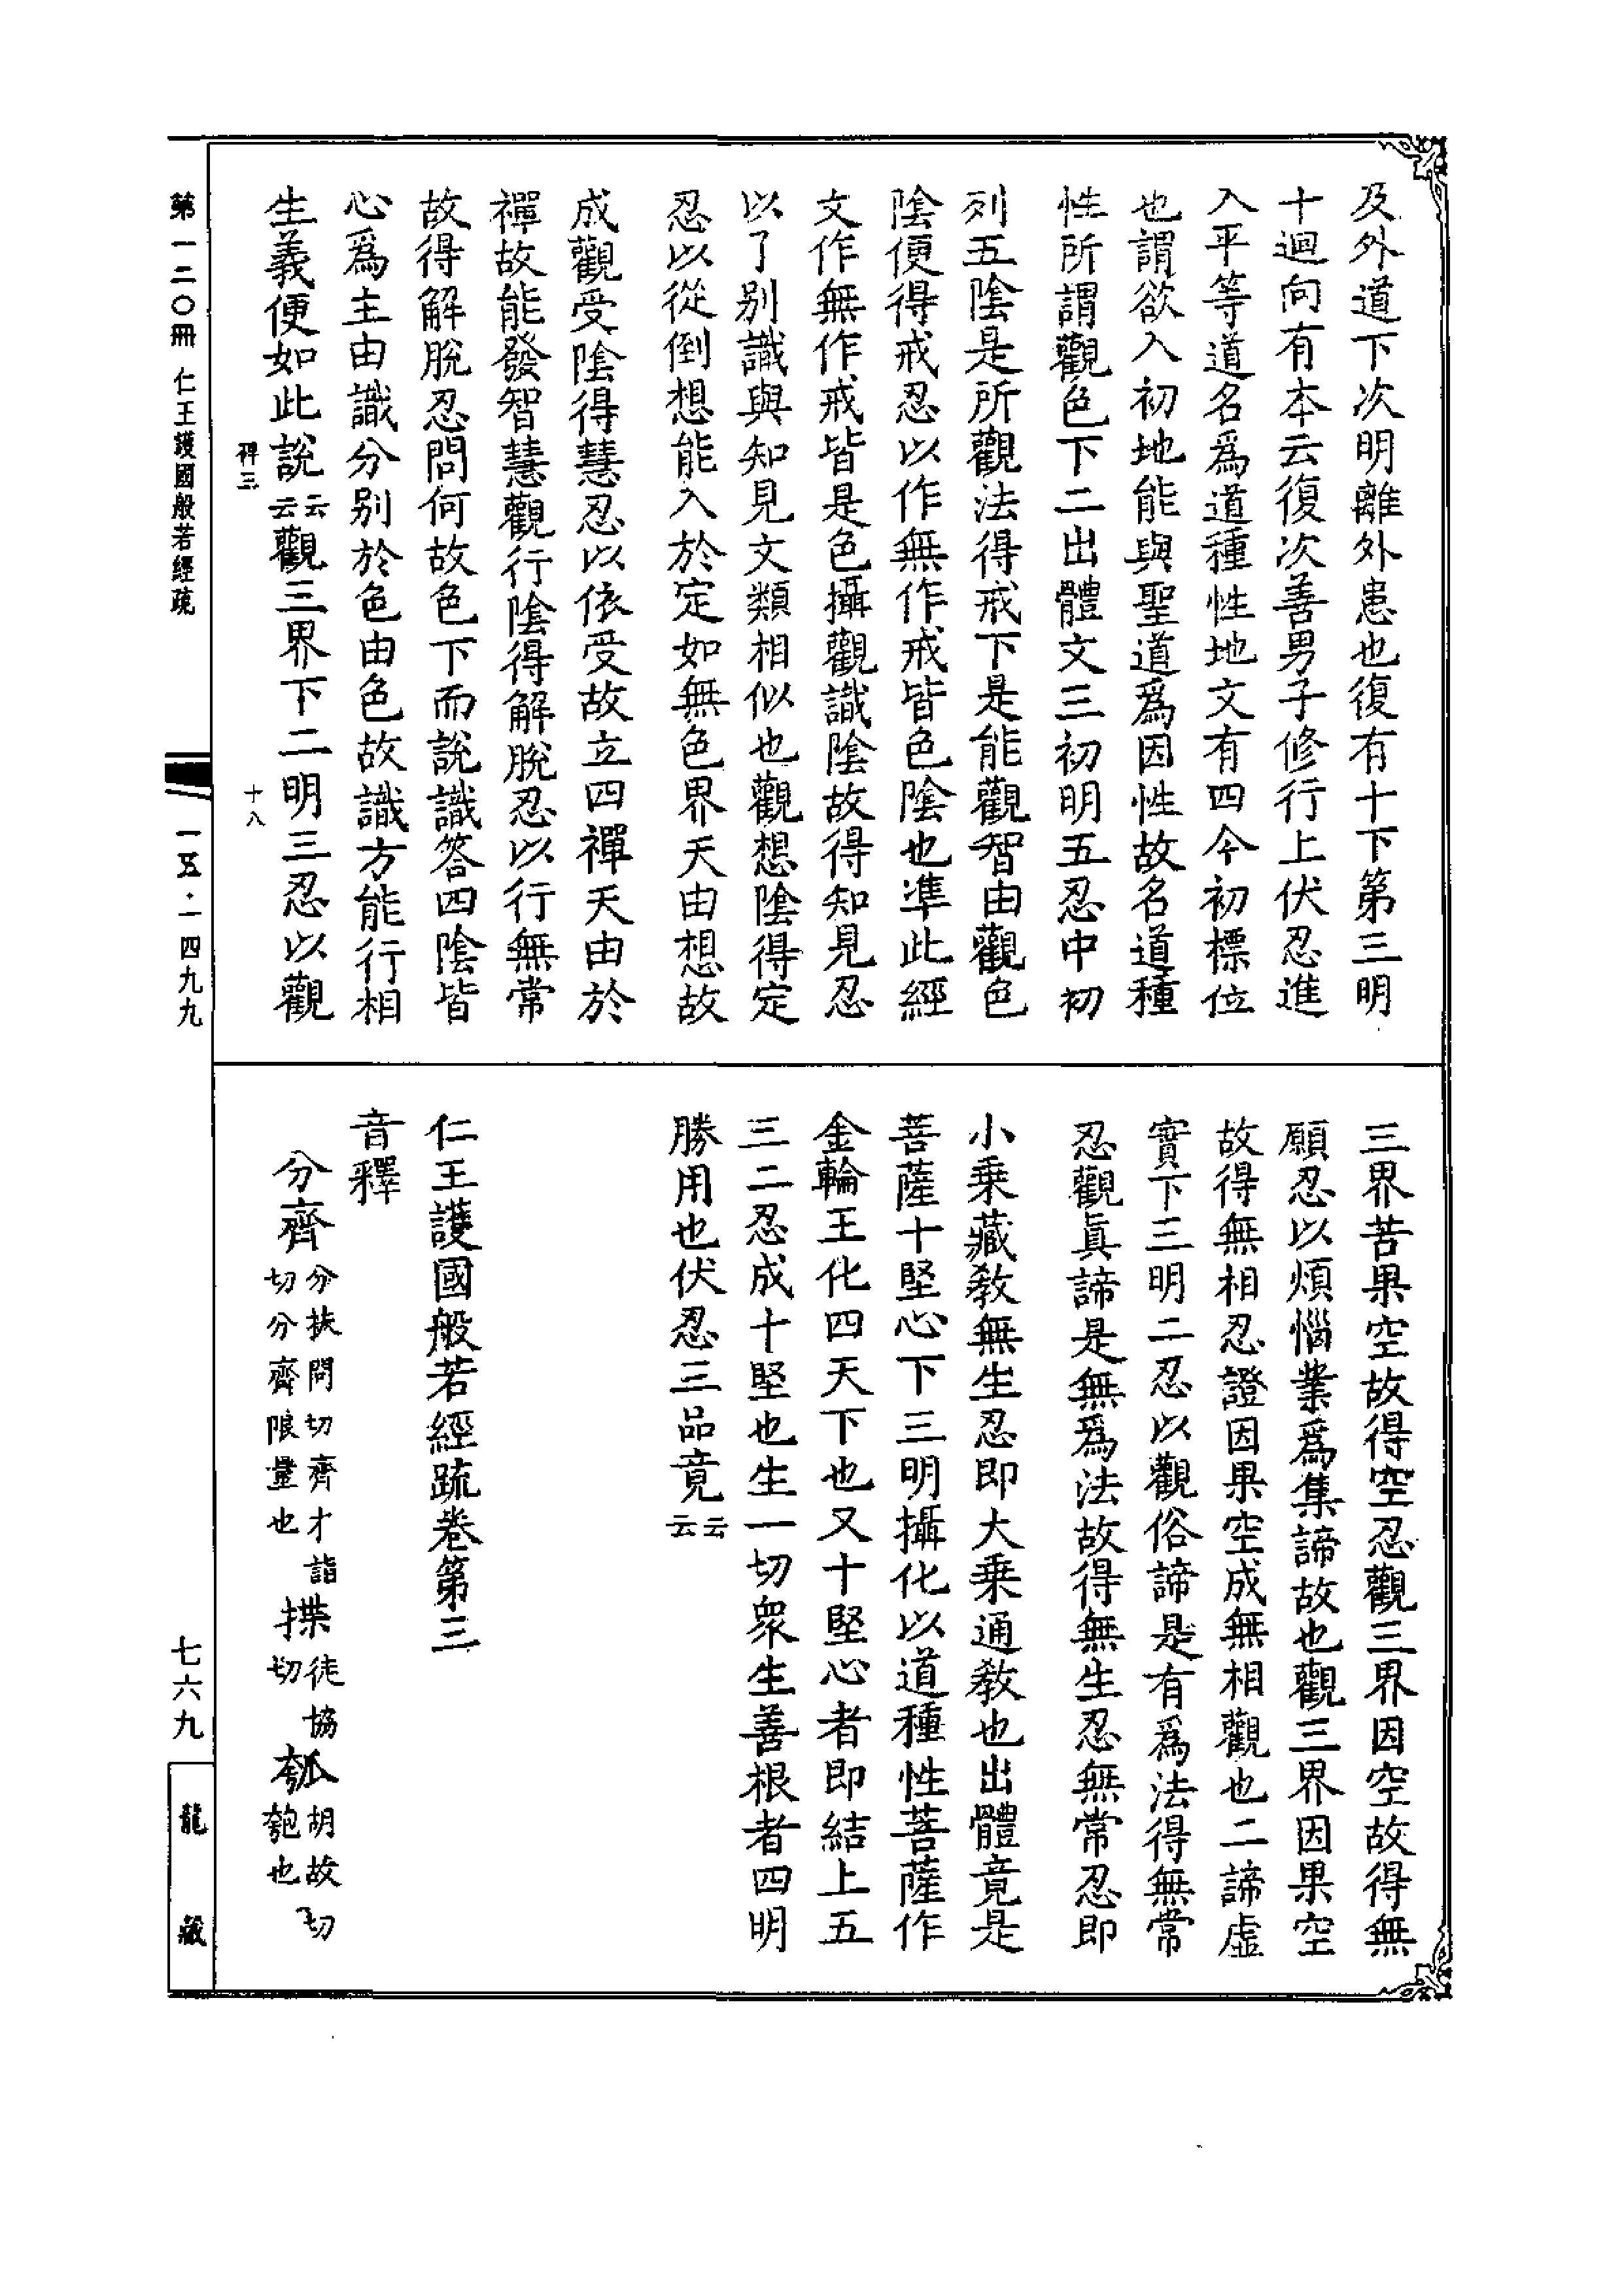 及外道下次明離外患也復有十下第三明
十迴向有本云復次善男子修行上伏忍進
入平等道名爲道種性地文有四今初標位
也謂欲入初地能與聖道爲因性故名道種
性所謂觀色下二出體文三初明五忍中初
列五陰是所觀法得戒下是能觀智由觀色
陰便得戒忍以作無作戒皆色陰也準此經
文作無作戒皆是色攝觀識陰故得知見忍
以了别識與知見文類相似也觀想陰得定
忍以從倒想能入於定如無色界天由想故
成觀受陰得慧忍以依受故立四禪天由於
禪故能發智慧觀行陰得解脫忍以行無常
故得解脫忍問何故色下而說識答四陰皆
心爲主由識分别於色由色故識方能行相
生義便如此說云云觀三界下二明三忍以觀
三界苦果空故得空忍觀三界因空故得無
願忍以煩惱業爲集諦故也觀三界因果空
故得無相忍證因果空成無相觀也二諦虛
實下三明二忍以觀俗諦是有爲法得無常
忍觀眞諦是無爲法故得無生忍無常忍即
小乘藏教無生忍即大乘通教也出體竟是
菩薩十堅心下三明攝化以道種性菩薩作
金輪王化四天下也又十堅心者即結上五
三二忍成十堅也生一切衆生善根者四明
勝用也伏忍三品竟云云
仁王護國般若經疏卷第三
音釋
分齊分扶問切齊才詣切分齊限量也 揲徒協切 瓠胡故切匏也
第一二〇冊 仁王護國般若經疏
禆三
十八
一五·一四九九
七六九
龍藏